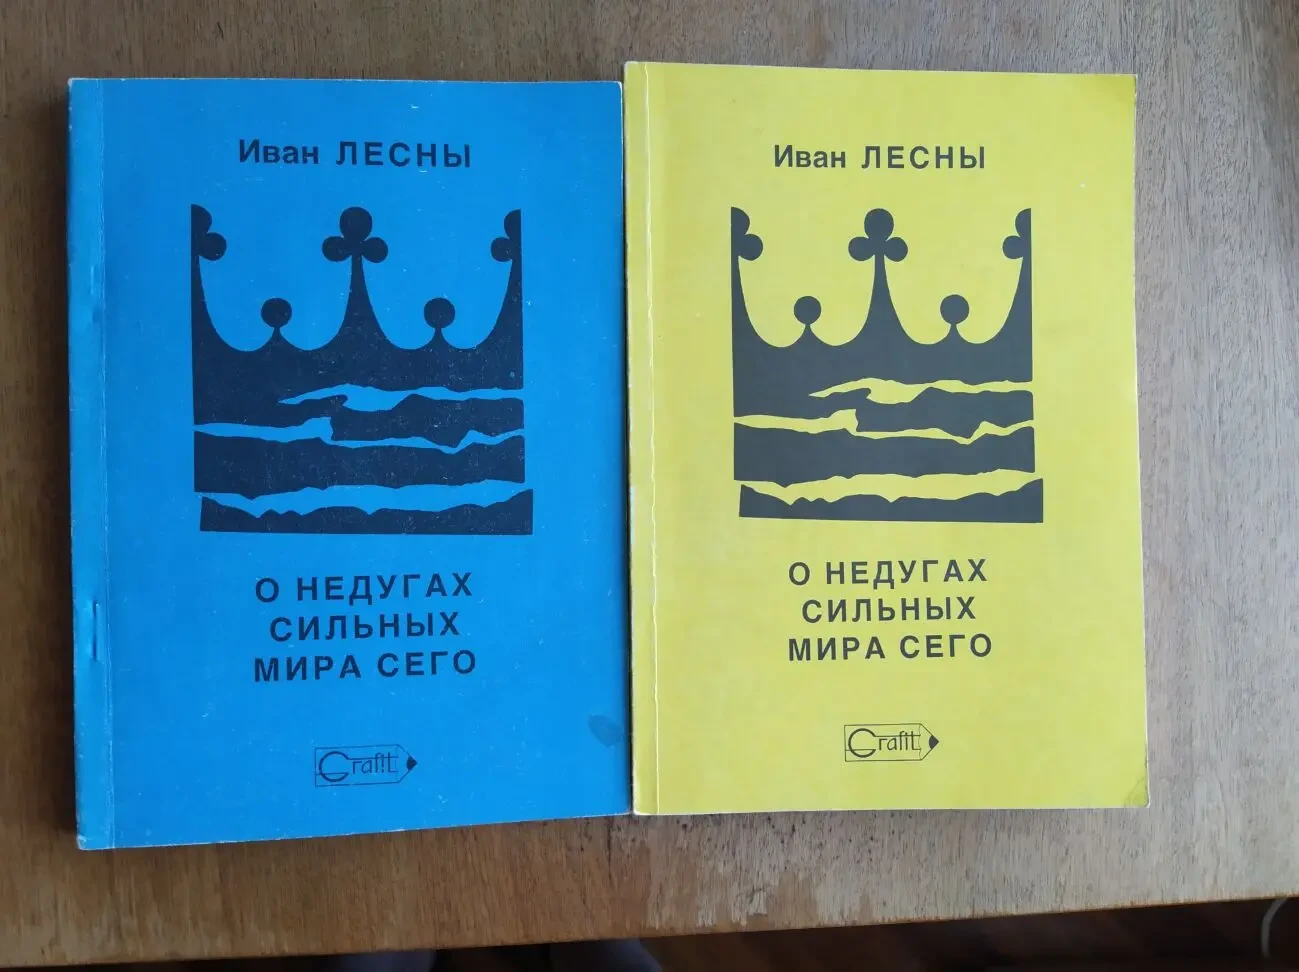 Иван ЛЕСНЫ
О НЕДУГАХ
СИЛЬНЫХ
МИРА СЕГО
Grafit
Иван ЛЕСНЫ
О НЕДУГАХ
СИЛЬНЫХ
МИРА СЕГО
Grafit